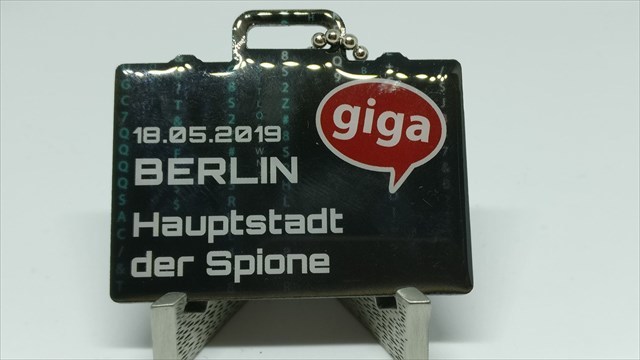 18.05.2019
BERLIN
Hauptstadt
der Spione
giga